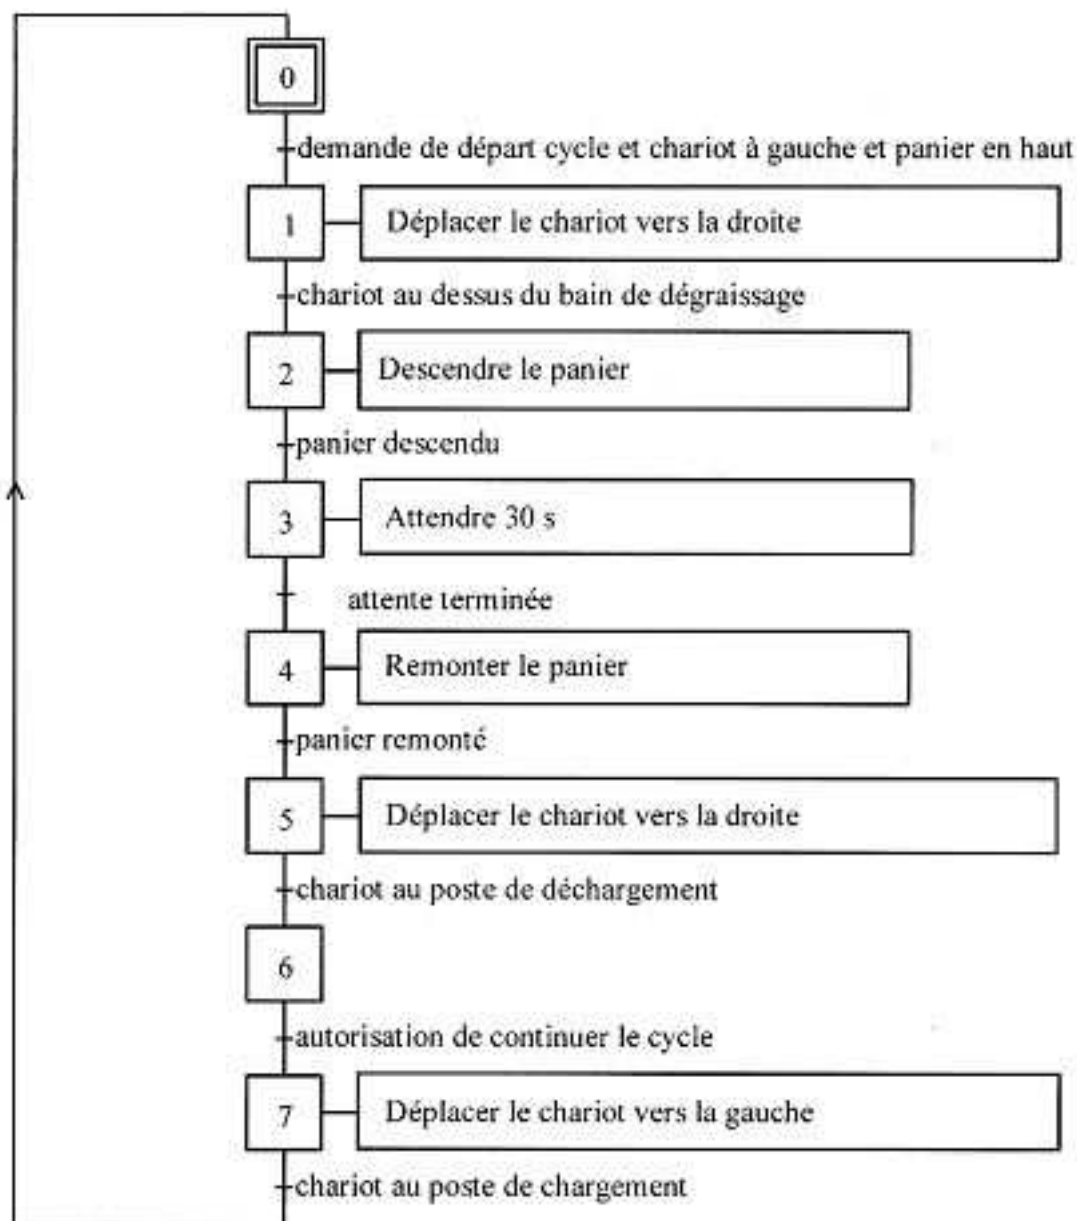 0
demande de départ cycle et chariot à gauche et panier en haut
1 Déplacer le chariot vers la droite
chariot au dessus du bain de dégraissage
2 Descendre le panier
panier descendu
3 Attendre 30 s
attente terminée
4 Remonter le panier
panier remonté
5 Déplacer le chariot vers la droite
chariot au poste de déchargement
6
autorisation de continuer le cycle
7 Déplacer le chariot vers la gauche
chariot au poste de chargement